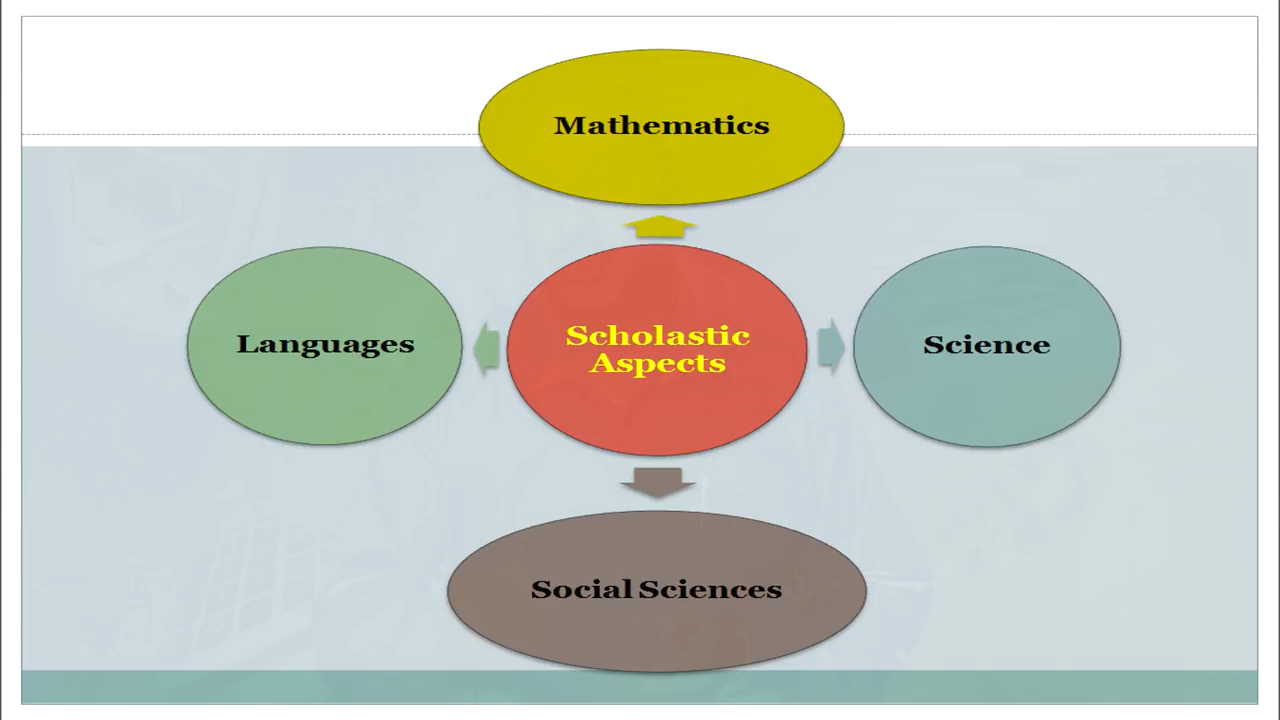 Mathematics
Languages
Scholastic
Aspects
Science
Social Sciences